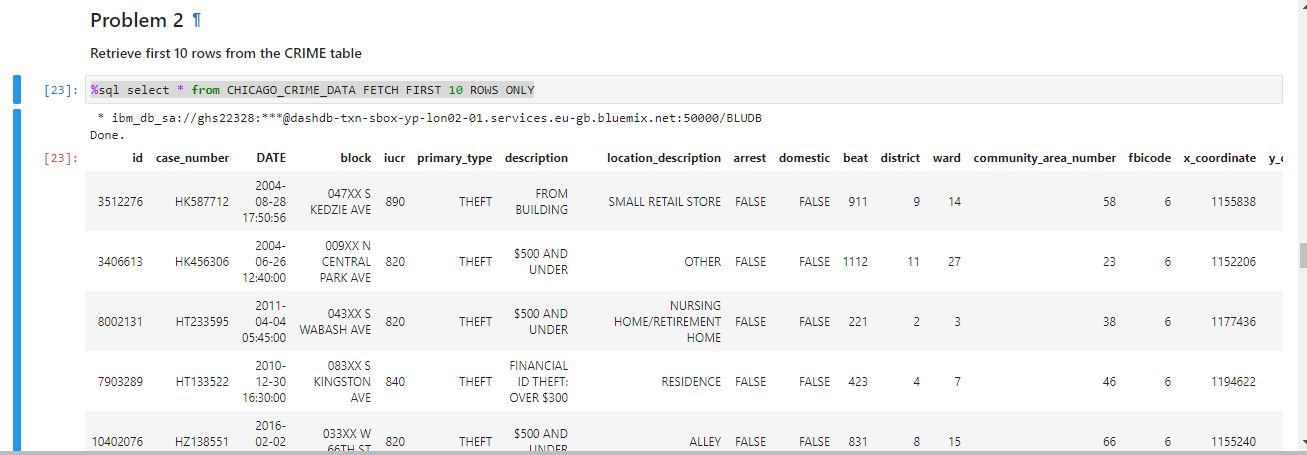 Problem 2 ¶
Retrieve first 10 rows from the CRIME table
[23]: %sql select * from CHICAGO_CRIME_DATA FETCH FIRST 10 ROWS ONLY
* ibm_db_sa://ghs22328:***@dashdb-txn-sbox-yp-lon02-01.services.eu-gb.bluemix.net:50000/BLUDB
Done.
[23]: id case_number DATE block iucr primary_type description location_description arrest domestic beat district ward community_area_number fbicode x_coordinate
2004-
047XX S FROM
3512276 HK587712 08-28 890 THEFT SMALL RETAIL STORE FALSE FALSE 911 9 14 58 6 1155838
KEDZIE AVE BUILDING
17:50:56
2004- 009XX N
$500 AND
3406613 HK456306 06-26 CENTRAL 820 THEFT OTHER FALSE FALSE 1112 11 27 23 6 1152206
UNDER
12:40:00 PARK AVE
2011- NURSING
043XX S $500 AND
8002131 HT233595 04-04 820 THEFT HOME/RETIREMENT FALSE FALSE 221 2 3 38 6 1177436
WABASH AVE UNDER
05:45:00 HOME
2010- 083XX S FINANCIAL
7903289 HT133522 12-30 KINGSTON 840 THEFT ID THEFT: RESIDENCE FALSE FALSE 423 4 7 46 6 1194622
16:30:00 AVE OVER $300
2016-
033XX W $500 AND
10402076 HZ138551 02-02 820 THEFT ALLEY FALSE FALSE 831 8 15 66 6 1155240
66TH ST UNDER